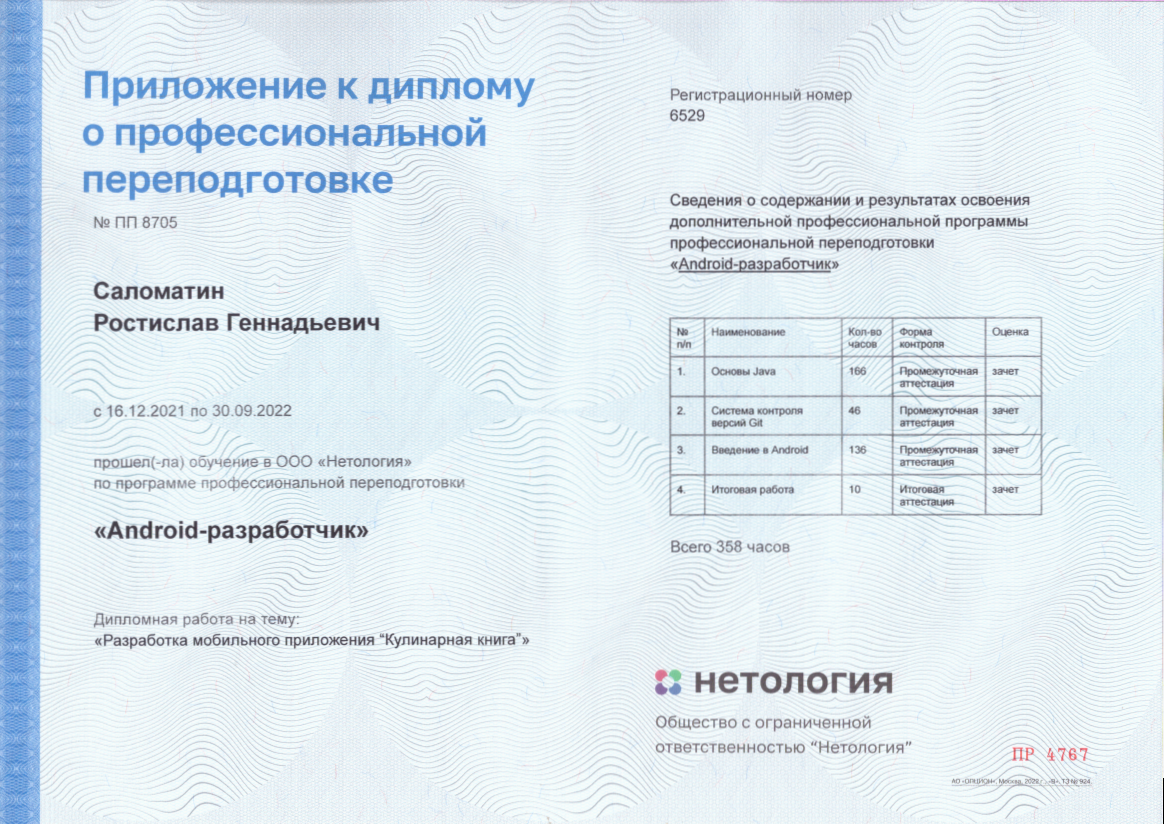 Приложение к диплому
о профессиональной
переподготовке
№ ПП 8705
Саломатин
Ростислав Геннадьевич
с 16.12.2021 по 30.09.2022
прошел(-ла) обучение в ООО «Нетология»
по программе профессиональной переподготовки
«Android-разработчик»
Дипломная работа на тему:
«Разработка мобильного приложения “Кулинарная книга”»
Регистрационный номер
6529
Сведения о содержании и результатах освоения
дополнительной профессиональной программы
профессиональной переподготовки
«Android-разработчик»
№ п/п Наименование Кол-во часов Форма контроля Оценка
1. Основы Java 166 Промежуточная аттестация зачет
2. Система контроля версий Git 46 Промежуточная аттестация зачет
3. Введение в Android 136 Промежуточная аттестация зачет
4. Итоговая работа 10 Итоговая аттестация зачет
Всего 358 часов
нетология
Общество с ограниченной
ответственностью “Нетология”
ПР 4767
АО «ОПЦИОН», Москва, 2022 г., «В», ТЗ № 924